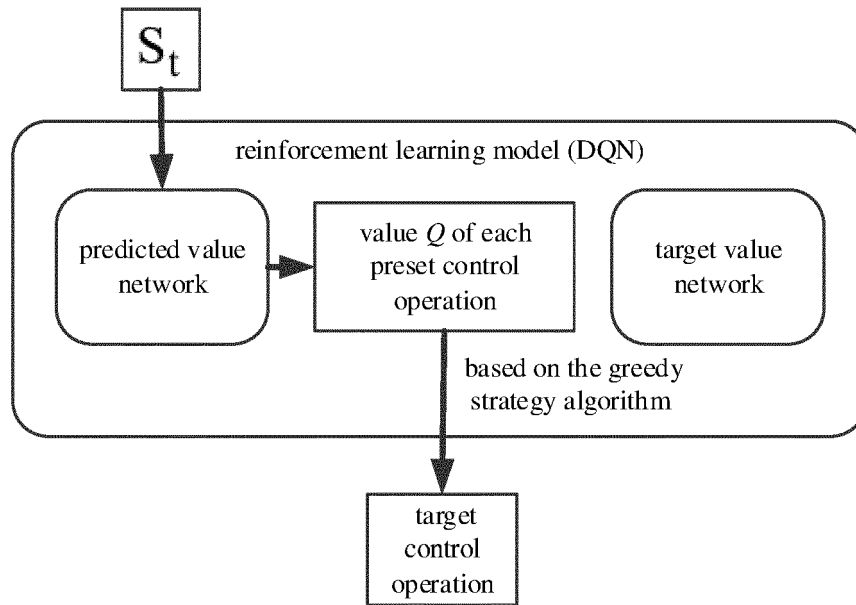 St
reinforcement learning model (DQN)
predicted value
network
value Q of each
preset control
operation
target value
network
based on the greedy
strategy algorithm
target
control
operation